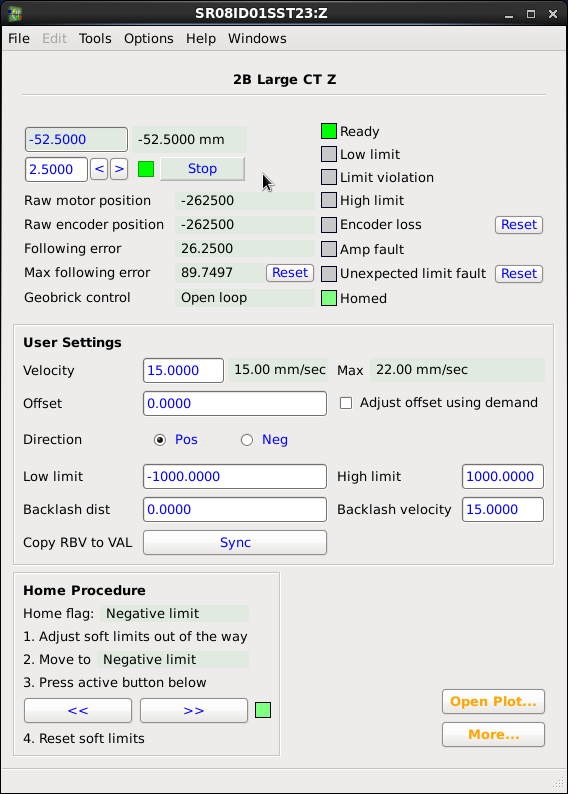 SR08ID01SST23:Z
File Edit Tools Options Help Windows
2B Large CT Z
-52.5000 -52.5000 mm Ready
Low limit
2.5000 < > Stop
Limit violation
Raw motor position -262500 High limit
Raw encoder position -262500 Encoder loss Reset
Following error 26.2500 Amp fault
Max following error 89.7497 Reset Unexpected limit fault Reset
Geobrick control Open loop Homed
User Settings
Velocity 15.0000 15.00 mm/sec Max 22.00 mm/sec
Offset 0.0000 Adjust offset using demand
Direction Pos Neg
Low limit -1000.0000 High limit 1000.0000
Backlash dist 0.0000 Backlash velocity 15.0000
Copy RBV to VAL Sync
Home Procedure
Home flag: Negative limit
1. Adjust soft limits out of the way
2. Move to Negative limit
3. Press active button below
<< >>
4. Reset soft limits
Open Plot...
More...